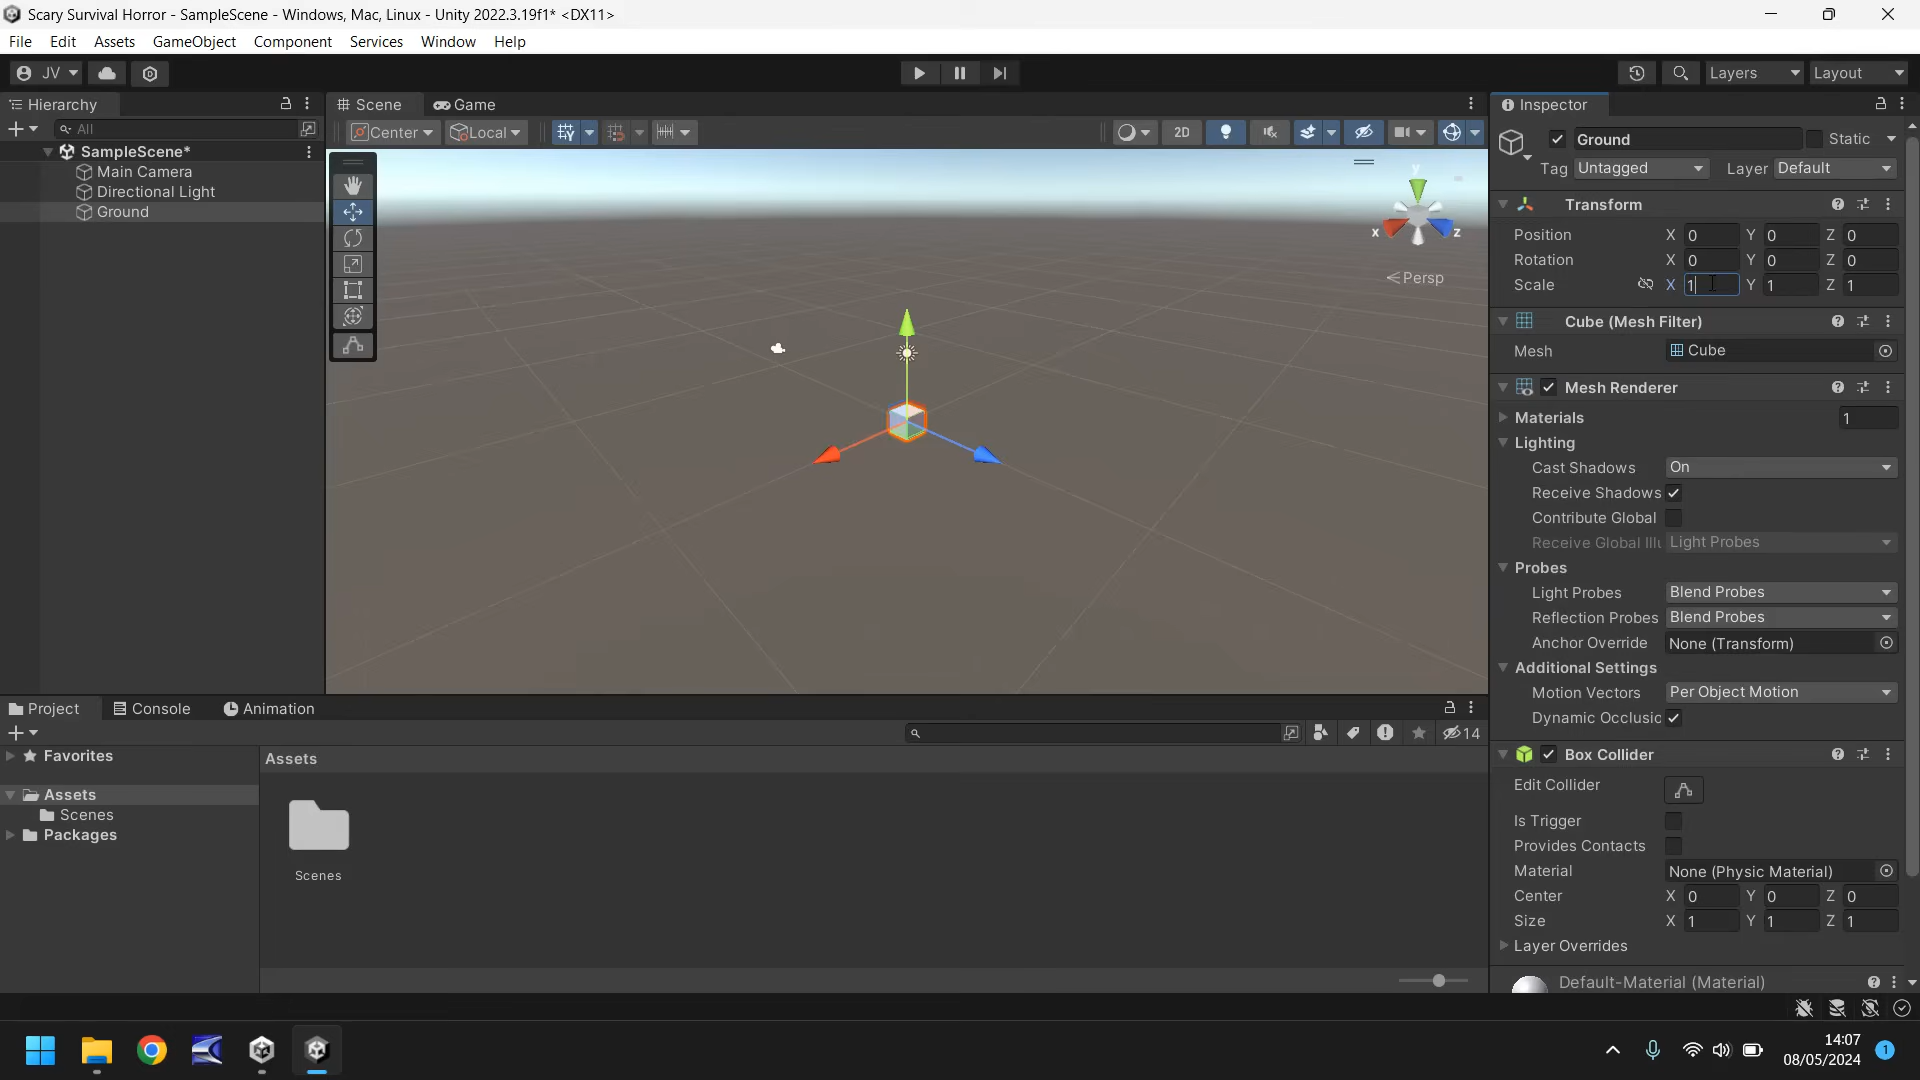 Scary Survival Horror - SampleScene - Windows, Mac, Linux - Unity 2022.3.19f1* <DX11>
File Edit Assets GameObject Component Services Window Help
JV Layers Layout
Hierarchy
All
SampleScene*
Main Camera
Directional Light
Ground
Scene Game
Center Local 2D
y
x z
Persp
Inspector
Ground Static
Tag Untagged Layer Default
Transform
Position X 0 Y 0 Z 0
Rotation X 0 Y 0 Z 0
Scale X 1 Y 1 Z 1
Cube (Mesh Filter)
Mesh Cube
Mesh Renderer
Materials 1
Lighting
Cast Shadows On
Receive Shadows
Contribute Global
Receive Global Illu Light Probes
Probes
Light Probes Blend Probes
Reflection Probes Blend Probes
Anchor Override None (Transform)
Additional Settings
Motion Vectors Per Object Motion
Dynamic Occlusic
Box Collider
Edit Collider
Is Trigger
Provides Contacts
Material None (Physic Material)
Center X 0 Y 0 Z 0
Size X 1 Y 1 Z 1
Layer Overrides
Default-Material (Material)
Project Console Animation
14
Favorites
Assets
Scenes
Packages
Assets
Scenes
14:07
08/05/2024
1